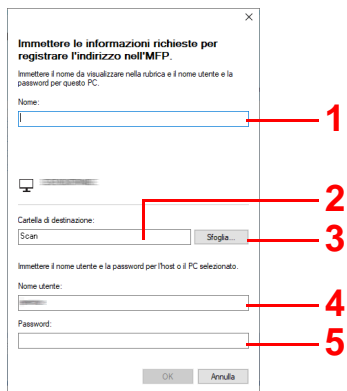 Immettere le informazioni richieste per
registrare l'indirizzo nell'MFP.
Immettere il nome da visualizzare nella rubrica e il nome utente e la
password per questo PC.
Nome:
1
2
Cartella di destinazione:
Scan
Sfoglia...
3
Immettere il nome utente e la password per l'host o il PC selezionato.
Nome utente:
4
Password:
5
OK
Annulla